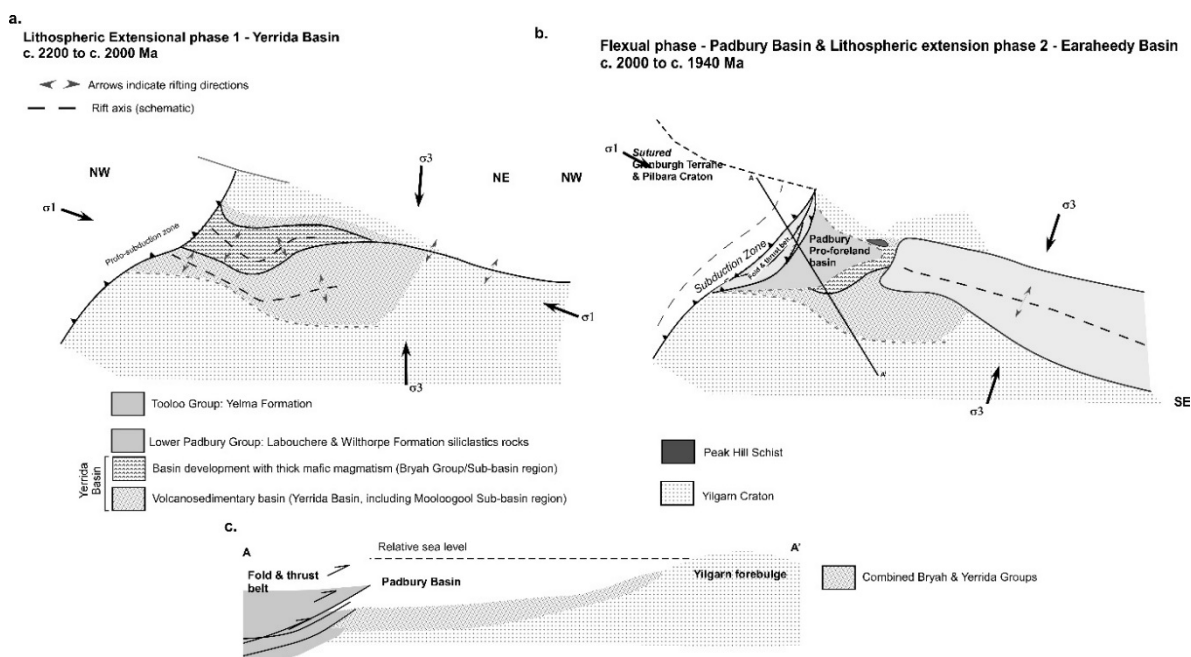 a.
Lithospheric Extensional phase 1 - Yerrida Basin
c. 2200 to c. 2000 Ma
Arrows indicate rifting directions
Rift axis (schematic)
NW
σ3
NE
σ1
Proto-subduction zone
σ1
σ3
b.
Flexual phase - Padbury Basin & Lithospheric extension phase 2 - Earaheedy Basin
c. 2000 to c. 1940 Ma
NW
σ1
Sutured
Glenburgh Terrane
& Pilbara Craton
A
σ3
Subduction Zone
Fold & thrust belt
Padbury
Pro-foreland
basin
A'
σ3
SE
Tooloo Group: Yelma Formation
Lower Padbury Group: Labouchere & Wilthorpe Formation siliclastics rocks
Yerrida
Basin
Basin development with thick mafic magmatism (Bryah Group/Sub-basin region)
Volcanosedimentary basin (Yerrida Basin, including Mooloogool Sub-basin region)
Peak Hill Schist
Yilgarn Craton
c.
A
Relative sea level
A'
Fold & thrust
belt
Padbury Basin
Yilgarn forebulge
Combined Bryah & Yerrida Groups